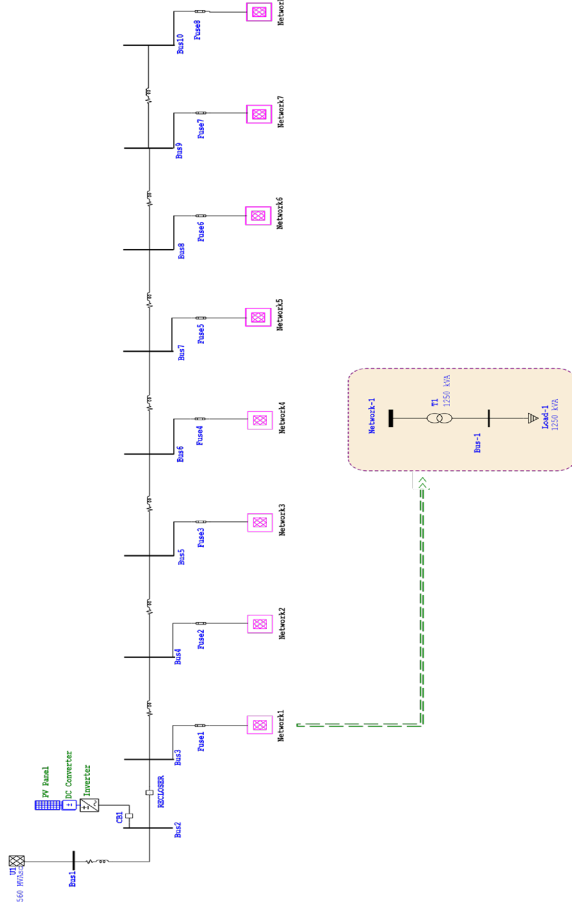 Network
Fuse8
Bus10
Network7
Fuse7
Bus9
Network6
Fuse6
Bus8
Network5
Fuse5
Bus7
Network4
Fuse4
Bus6
Network3
Fuse3
Bus5
Network2
Fuse2
Bus4
Network1
Fuse1
Bus3
RECLOSER
PV Panel
DC Converter
Inverter
CB1
Bus2
U1
560 MVAsc
Bus1
Network-1
T1
1250 kVA
Bus-1
Load-1
1250 kVA